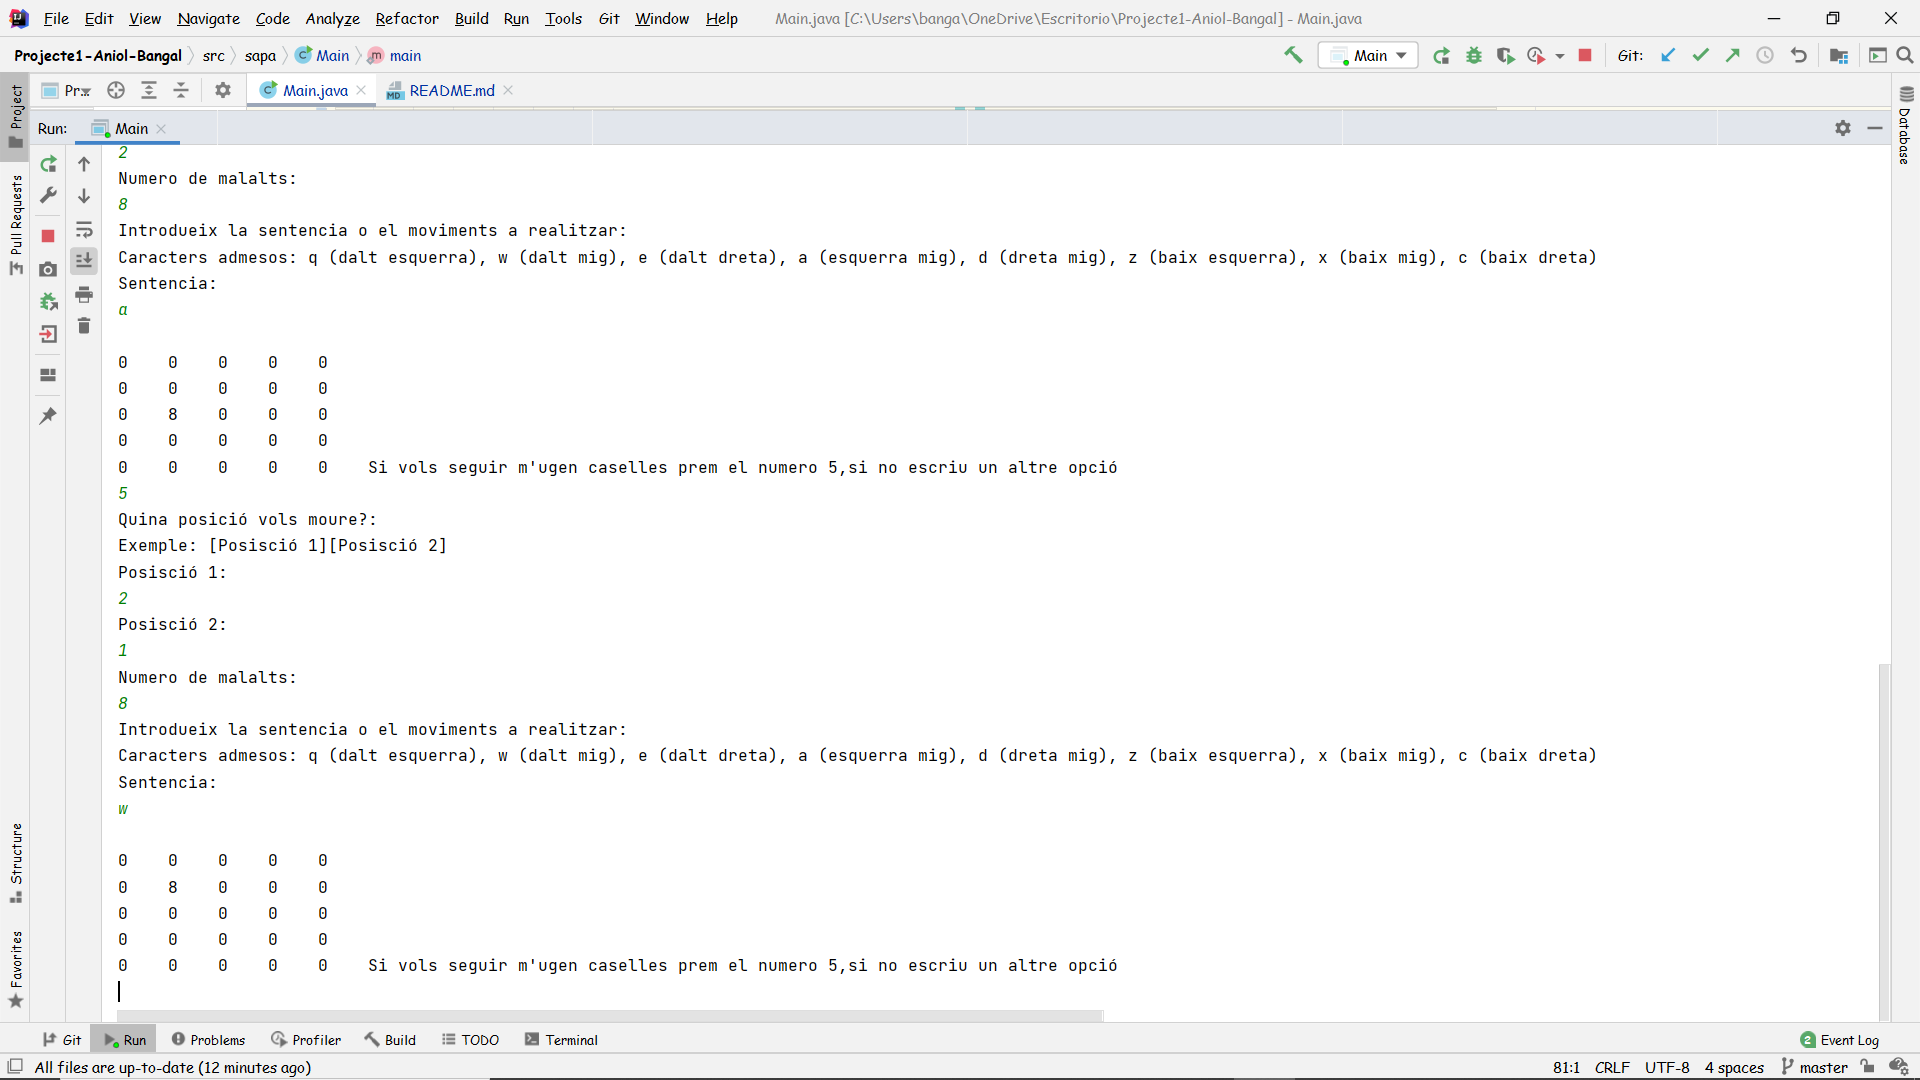 File Edit View Navigate Code Analyze Refactor Build Run Tools Git Window Help Main.java [C:\Users\banga\OneDrive\Escritorio\Projecte1-Aniol-Bangal] - Main.java
Projecte1-Aniol-Bangal src sapa Main main Main Git:
Pr... Main.java README.md
Run: Main
2
Numero de malalts:
8
Introdueix la sentencia o el moviments a realitzar:
Caracters admesos: q (dalt esquerra), w (dalt mig), e (dalt dreta), a (esquerra mig), d (dreta mig), z (baix esquerra), x (baix mig), c (baix dreta)
Sentencia:
a
0 0 0 0 0
0 0 0 0 0
0 8 0 0 0
0 0 0 0 0
0 0 0 0 0 Si vols seguir m'ugen caselles prem el numero 5,si no escriu un altre opció
5
Quina posició vols moure?:
Exemple: [Posisció 1][Posisció 2]
Posisció 1:
2
Posisció 2:
1
Numero de malalts:
8
Introdueix la sentencia o el moviments a realitzar:
Caracters admesos: q (dalt esquerra), w (dalt mig), e (dalt dreta), a (esquerra mig), d (dreta mig), z (baix esquerra), x (baix mig), c (baix dreta)
Sentencia:
w
0 0 0 0 0
0 8 0 0 0
0 0 0 0 0
0 0 0 0 0
0 0 0 0 0 Si vols seguir m'ugen caselles prem el numero 5,si no escriu un altre opció
Project
Pull Requests
Structure
Favorites
Database
Git Run Problems Profiler Build TODO Terminal 2 Event Log
All files are up-to-date (12 minutes ago) 81:1 CRLF UTF-8 4 spaces master